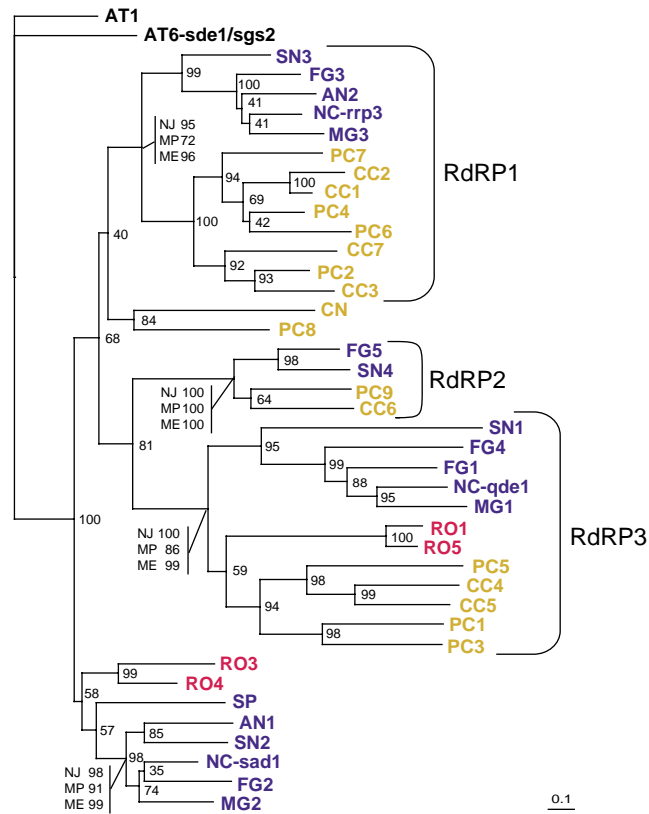 AT1
AT6-sde1/sgs2
SN3
99
FG3
100
AN2
41
NC-rrp3
41
MG3
NJ 95
MP 72
ME 96
PC7
94
CC2
100
CC1
69
PC4
42
PC6
100
CC7
92
PC2
93
CC3
RdRP1
40
CN
84
PC8
68
FG5
98
SN4
NJ 100
MP 100
ME 100
PC9
64
CC6
RdRP2
81
SN1
95
FG4
99
FG1
88
NC-qde1
95
MG1
NJ 100
MP 86
ME 99
RO1
100
RO5
59
PC5
98
CC4
99
CC5
94
PC1
98
PC3
RdRP3
100
RO3
99
RO4
58
SP
57
AN1
85
SN2
98
NC-sad1
35
FG2
74
MG2
NJ 98
MP 91
ME 99
0.1